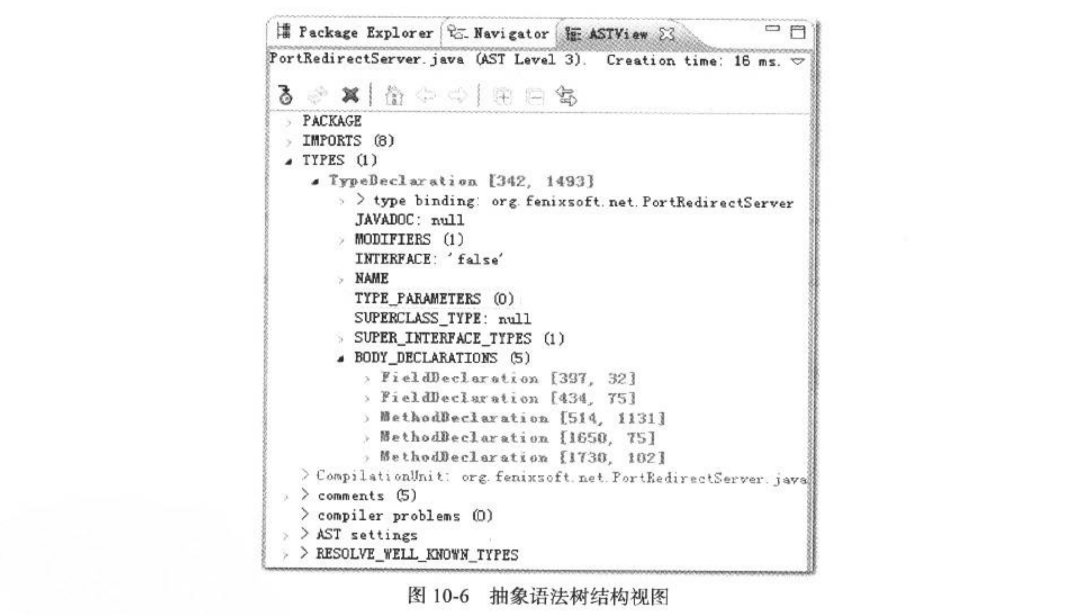 Package Explorer Navigator ASTView
PortRedirectServer.java (AST Level 3). Creation time: 16 ms.
PACKAGE
IMPORTS (8)
TYPES (1)
TypeDeclaration [342, 1493]
> type binding: org.fenixsoft.net.PortRedirectServer
JAVADOC: null
MODIFIERS (1)
INTERFACE: 'false'
NAME
TYPE_PARAMETERS (0)
SUPERCLASS_TYPE: null
SUPER_INTERFACE_TYPES (1)
BODY_DECLARATIONS (5)
FieldDeclaration [397, 32]
FieldDeclaration [434, 75]
MethodDeclaration [514, 1131]
MethodDeclaration [1650, 75]
MethodDeclaration [1730, 102]
> CompilationUnit: org.fenixsoft.net.PortRedirectServer.java
> comments (5)
> compiler problems (0)
> AST settings
> RESOLVE_WELL_KNOWN_TYPES
图 10-6 抽象语法树结构视图